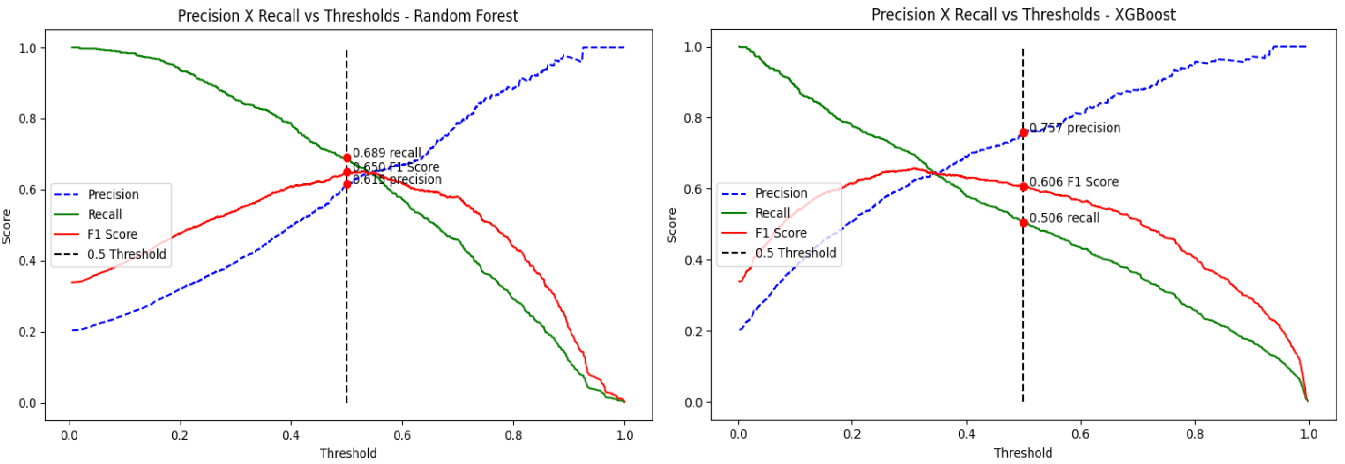 Precision X Recall vs Thresholds - Random Forest
1.0
0.8
0.6
0.4
0.2
0.0
Score
0.689 recall
0.650 F1 Score
0.615 precision
Precision
Recall
F1 Score
0.5 Threshold
0.0 0.2 0.4 0.6 0.8 1.0
Threshold
Precision X Recall vs Thresholds - XGBoost
1.0
0.8
0.6
0.4
0.2
0.0
Score
0.757 precision
0.606 F1 Score
0.506 recall
Precision
Recall
F1 Score
0.5 Threshold
0.0 0.2 0.4 0.6 0.8 1.0
Threshold